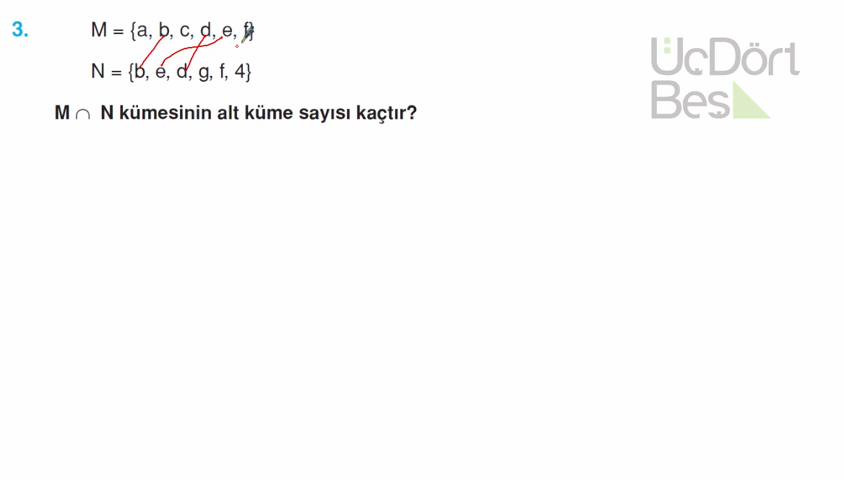 3. M = {a, b, c, d, e, f}
N = {b, e, d, g, f, 4}
M ∩ N kümesinin alt küme sayısı kaçtır?
ÜçDört
Beş